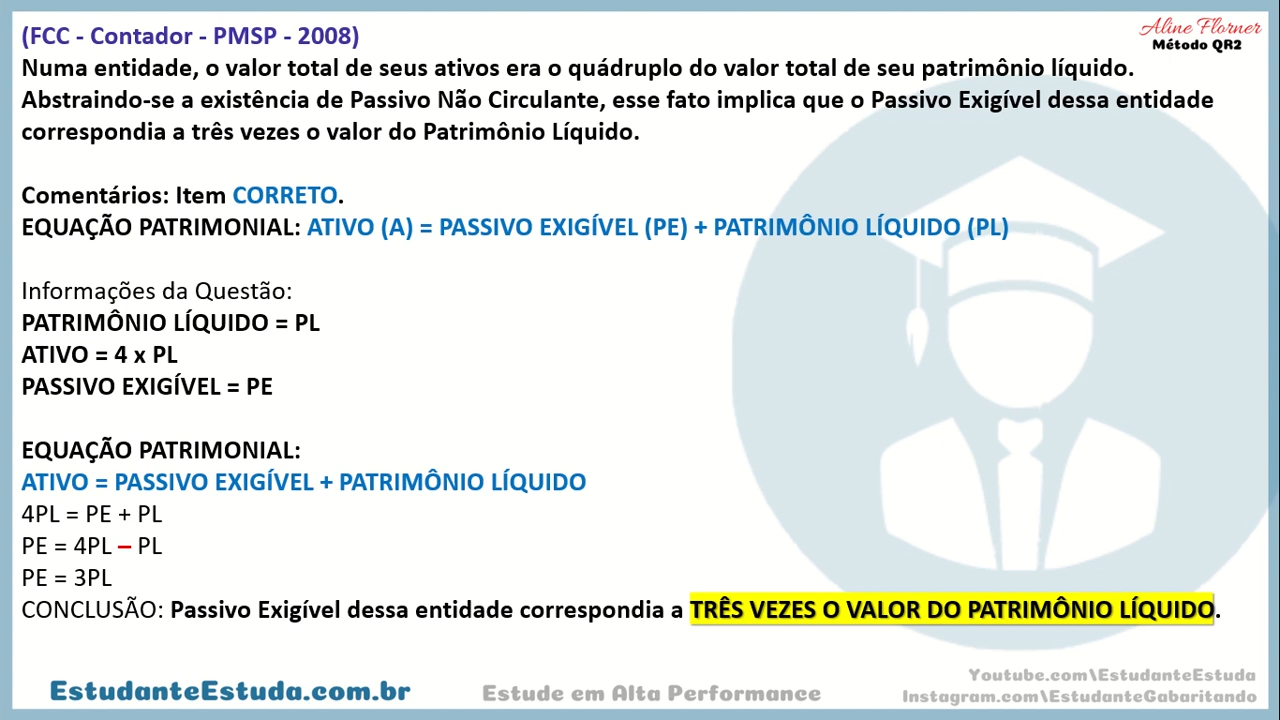 (FCC - Contador - PMSP - 2008)
Aline Florner
Método QR2
Numa entidade, o valor total de seus ativos era o quádruplo do valor total de seu patrimônio líquido.
Abstraindo-se a existência de Passivo Não Circulante, esse fato implica que o Passivo Exigível dessa entidade
correspondia a três vezes o valor do Patrimônio Líquido.
Comentários: Item CORRETO.
EQUAÇÃO PATRIMONIAL: ATIVO (A) = PASSIVO EXIGÍVEL (PE) + PATRIMÔNIO LÍQUIDO (PL)
Informações da Questão:
PATRIMÔNIO LÍQUIDO = PL
ATIVO = 4 x PL
PASSIVO EXIGÍVEL = PE
EQUAÇÃO PATRIMONIAL:
ATIVO = PASSIVO EXIGÍVEL + PATRIMÔNIO LÍQUIDO
4PL = PE + PL
PE = 4PL – PL
PE = 3PL
CONCLUSÃO: Passivo Exigível dessa entidade correspondia a TRÊS VEZES O VALOR DO PATRIMÔNIO LÍQUIDO.
EstudanteEstuda.com.br
Estude em Alta Performance
Youtube.com\EstudanteEstuda
Instagram.com\EstudanteGabaritando